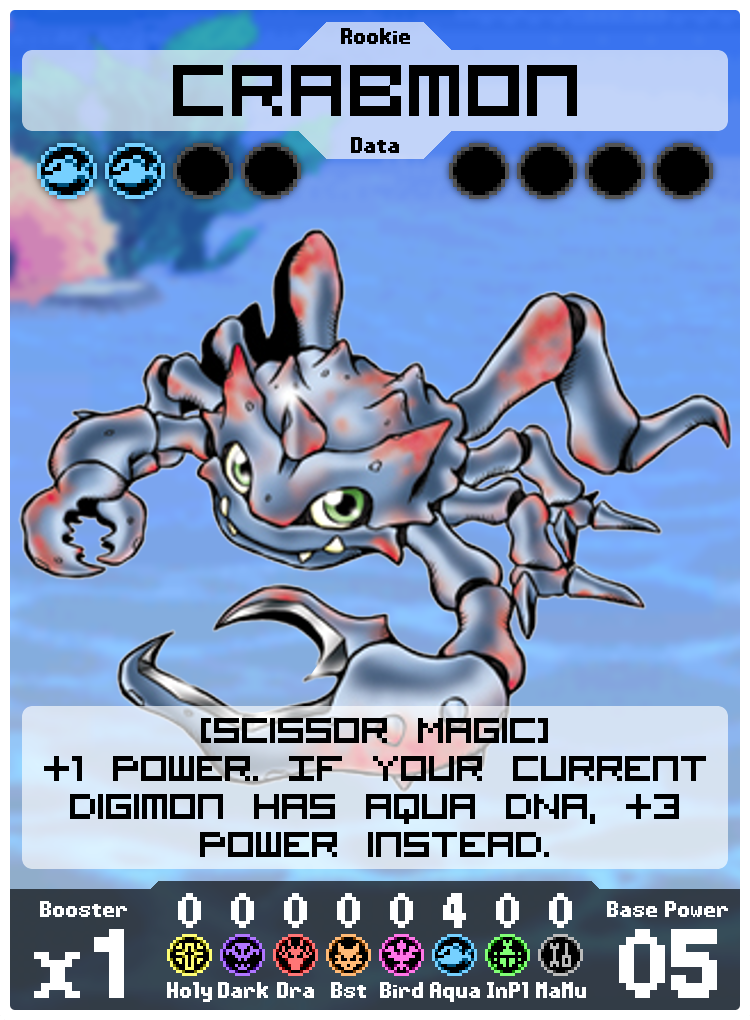 Rookie
CRABMON
Data
[SCISSOR MAGIC]
+1 POWER. IF YOUR CURRENT
DIGIMON HAS AQUA DNA, +3
POWER INSTEAD.
Booster
x1
0 0 0 0 0 4 0 0
Holy Dark Dra Bst Bird Aqua InPl MaMu
Base Power
05